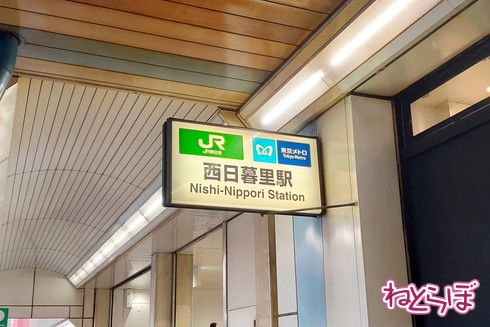 JR
JR東日本
東京メトロ
Tokyo Metro
西日暮里駅
Nishi-Nippori Station
ねとらぼ